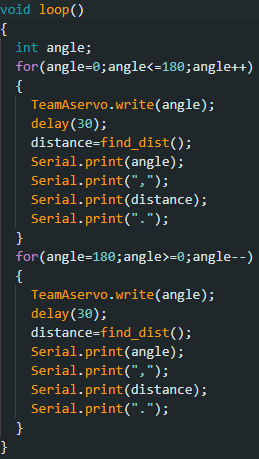 void loop()
{
  int angle;
  for(angle=0;angle<=180;angle++)
  {
    TeamAservo.write(angle);
    delay(30);
    distance=find_dist();
    Serial.print(angle);
    Serial.print(",");
    Serial.print(distance);
    Serial.print(".");
  }
  for(angle=180;angle>=0;angle--)
  {
    TeamAservo.write(angle);
    delay(30);
    distance=find_dist();
    Serial.print(angle);
    Serial.print(",");
    Serial.print(distance);
    Serial.print(".");
  }
}